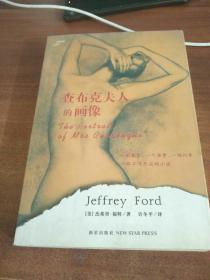 查布克夫人
的画像
The Portrait
of Mrs Charbuque
Jeffrey Ford
[美] 杰弗里·福特/著
新星出版社 NEW STAR PRESS